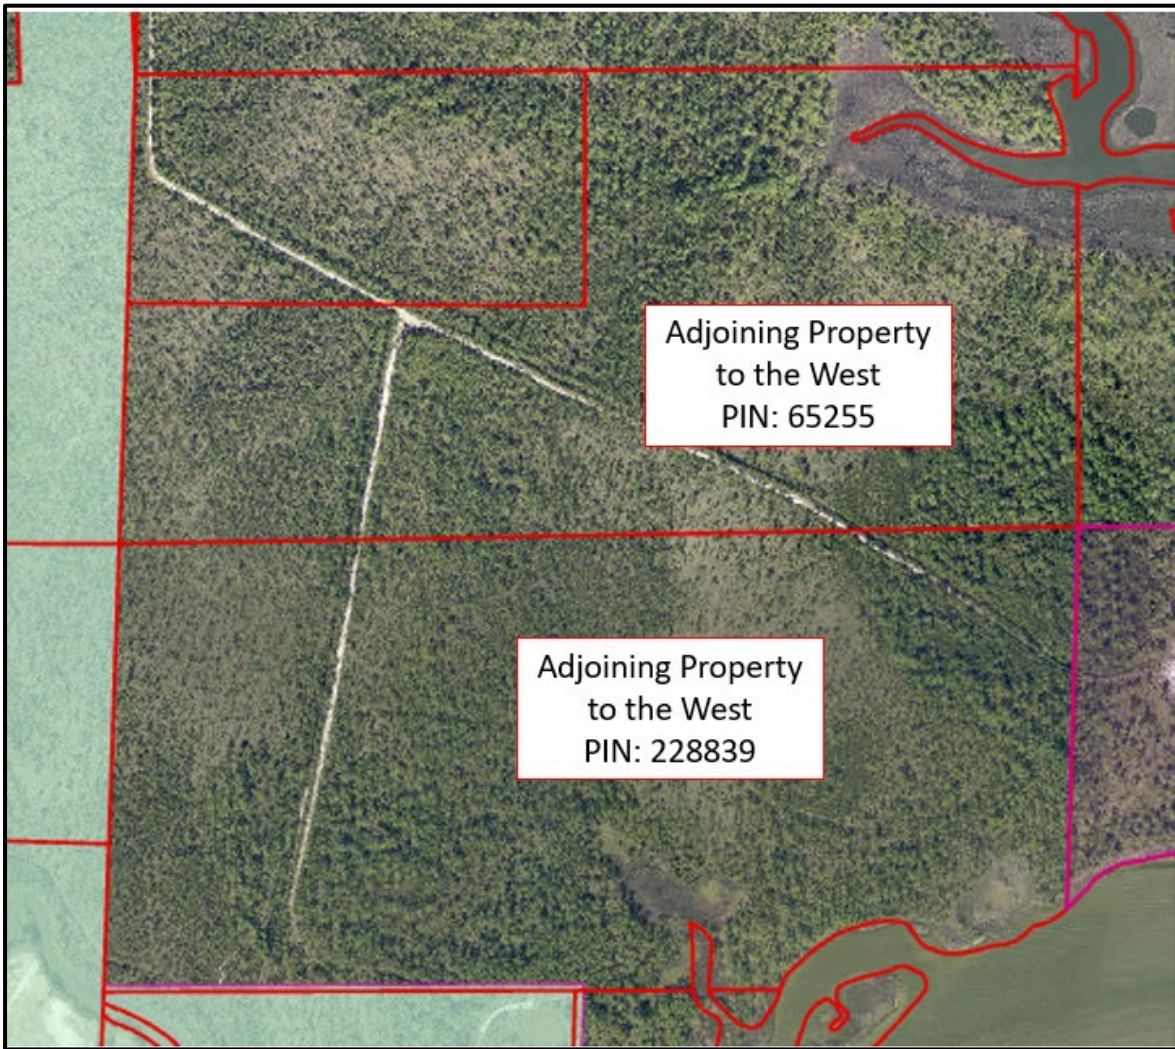 Adjoining Property
to the West
PIN: 65255
Adjoining Property
to the West
PIN: 228839